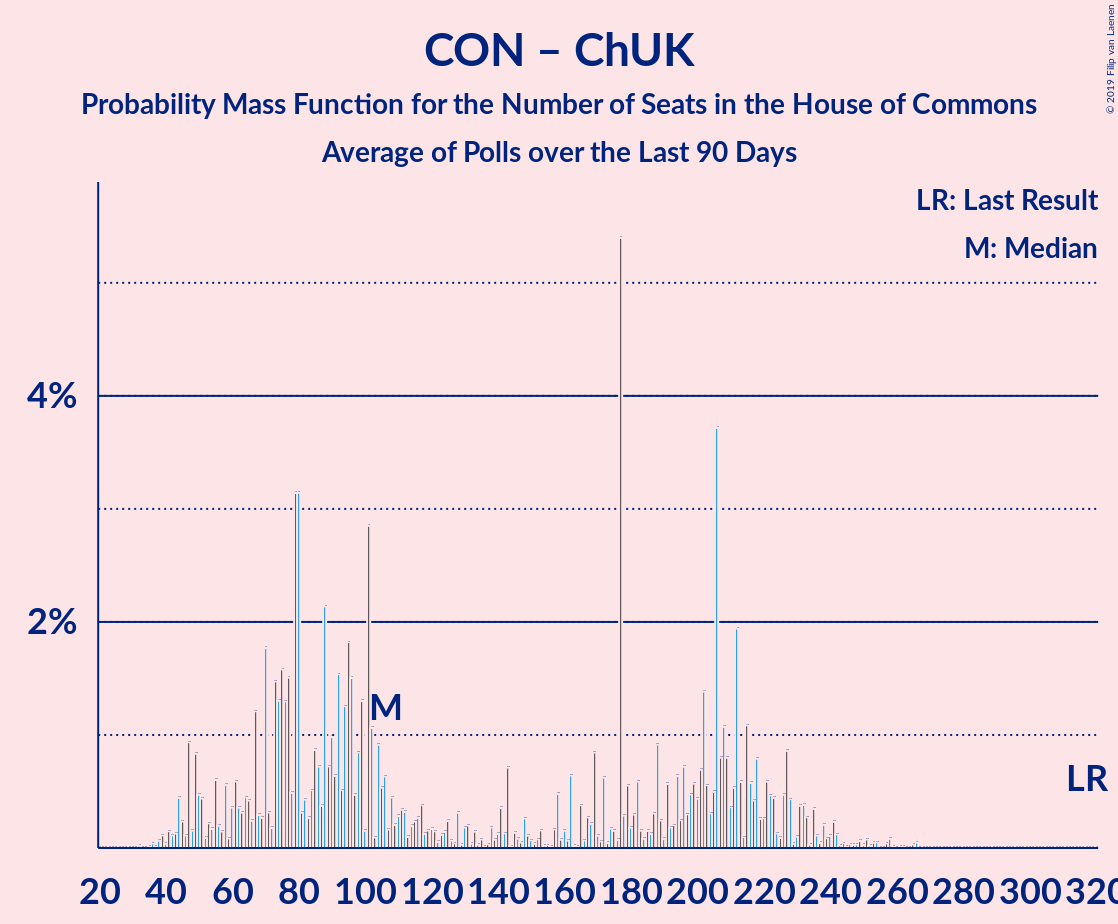 CON – ChUK
Probability Mass Function for the Number of Seats in the House of Commons
Average of Polls over the Last 90 Days
© 2019 Filip van Laenen
LR: Last Result
M: Median
4%
2%
M
LR
20 40 60 80 100 120 140 160 180 200 220 240 260 280 300 320